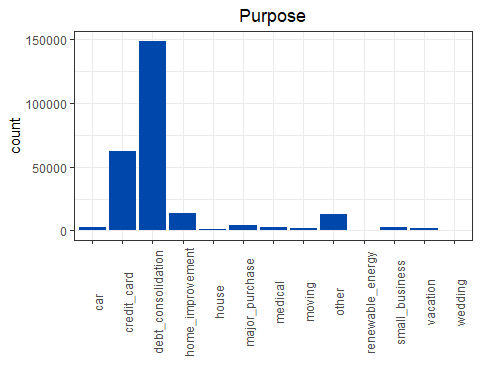 Purpose
150000
100000
50000
0
count
car
credit_card
debt_consolidation
home_improvement
house
major_purchase
medical
moving
other
renewable_energy
small_business
vacation
wedding